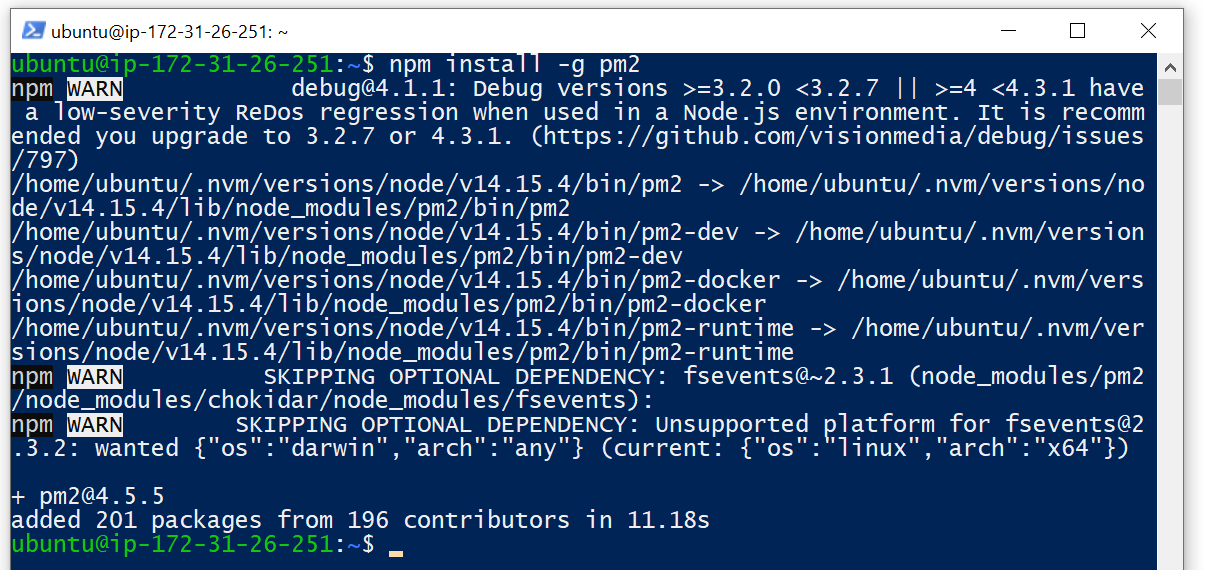 ubuntu@ip-172-31-26-251: ~
ubuntu@ip-172-31-26-251:~$ npm install -g pm2
npm WARN            debug@4.1.1: Debug versions >=3.2.0 <3.2.7 || >=4 <4.3.1 have
 a low-severity ReDos regression when used in a Node.js environment. It is recomm
ended you upgrade to 3.2.7 or 4.3.1. (https://github.com/visionmedia/debug/issues
/797)
/home/ubuntu/.nvm/versions/node/v14.15.4/bin/pm2 -> /home/ubuntu/.nvm/versions/no
de/v14.15.4/lib/node_modules/pm2/bin/pm2
/home/ubuntu/.nvm/versions/node/v14.15.4/bin/pm2-dev -> /home/ubuntu/.nvm/version
s/node/v14.15.4/lib/node_modules/pm2/bin/pm2-dev
/home/ubuntu/.nvm/versions/node/v14.15.4/bin/pm2-docker -> /home/ubuntu/.nvm/vers
ions/node/v14.15.4/lib/node_modules/pm2/bin/pm2-docker
/home/ubuntu/.nvm/versions/node/v14.15.4/bin/pm2-runtime -> /home/ubuntu/.nvm/ver
sions/node/v14.15.4/lib/node_modules/pm2/bin/pm2-runtime
npm WARN          SKIPPING OPTIONAL DEPENDENCY: fsevents@~2.3.1 (node_modules/pm2
/node_modules/chokidar/node_modules/fsevents):
npm WARN        SKIPPING OPTIONAL DEPENDENCY: Unsupported platform for fsevents@2
.3.2: wanted {"os":"darwin","arch":"any"} (current: {"os":"linux","arch":"x64"})
+ pm2@4.5.5
added 201 packages from 196 contributors in 11.18s
ubuntu@ip-172-31-26-251:~$